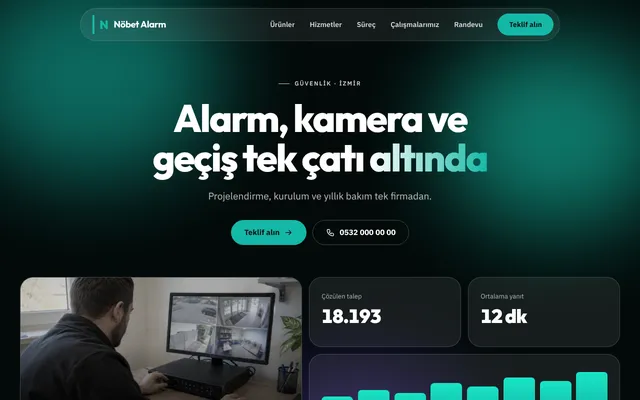 N Nöbet Alarm
Ürünler
Hizmetler
Süreç
Çalışmalarımız
Randevu
Teklif alın
GÜVENLİK · İZMİR
Alarm, kamera ve
geçiş tek çatı altında
Projelendirme, kurulum ve yıllık bakım tek firmadan.
Teklif alın →
0532 000 00 00
Çözülen talep
18.193
Ortalama yanıt
12 dk